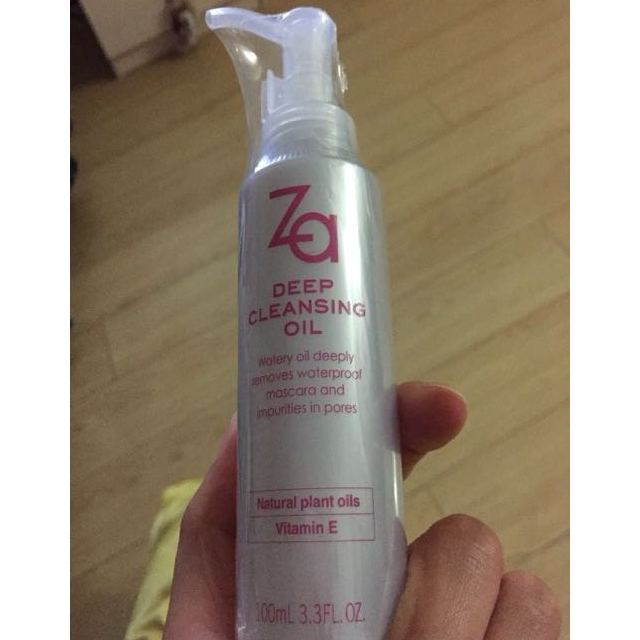 Za
DEEP
CLEANSING
OIL
watery oil deeply
removes waterproof
mascara and
impurities in pores
Natural plant oils
Vitamin E
100mL 3.3FL.OZ.